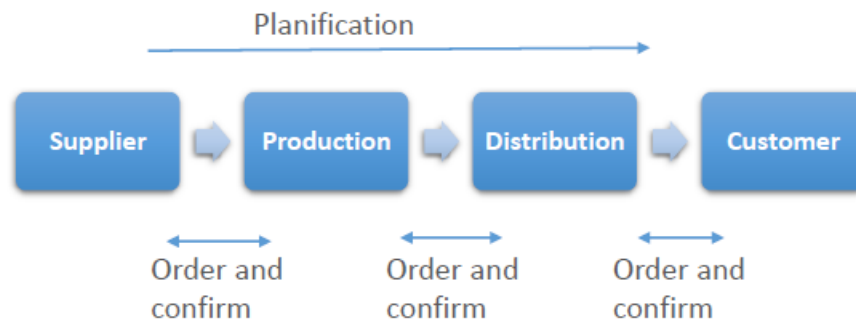 Planification
Supplier
Production
Distribution
Customer
Order and
confirm
Order and
confirm
Order and
confirm